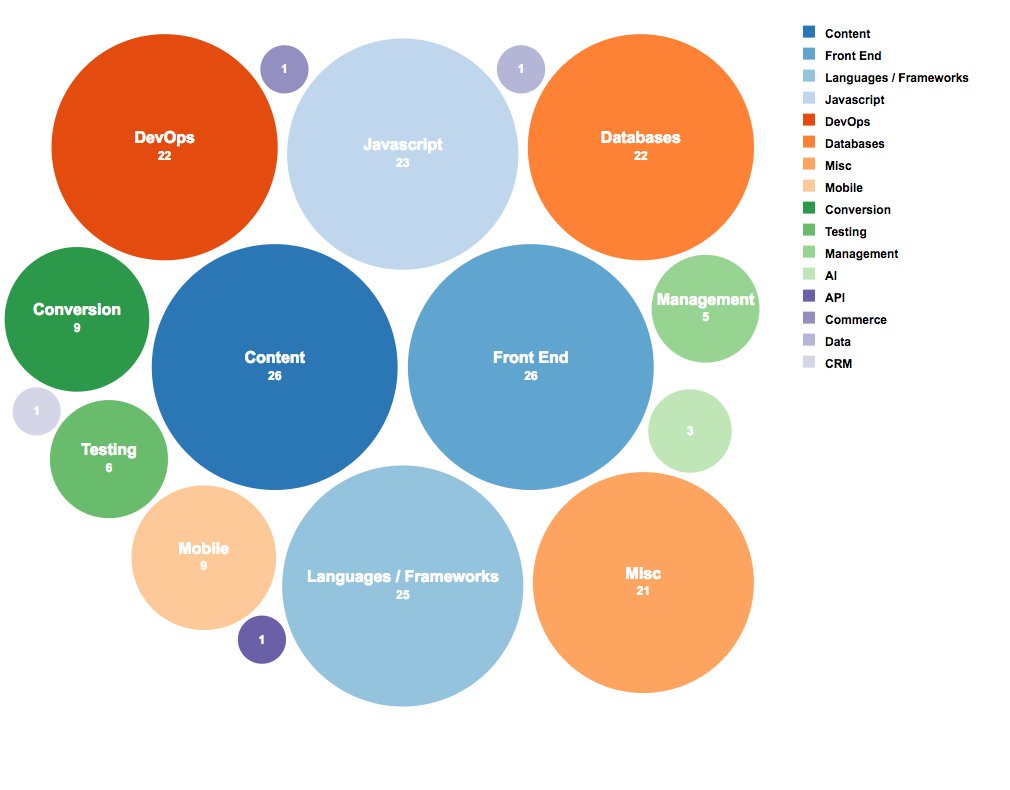 1
1
DevOps
22
Javascript
23
Databases
22
Conversion
9
Management
5
Content
26
Front End
26
1
3
Testing
6
Mobile
9
Languages / Frameworks
25
Misc
21
1
Content
Front End
Languages / Frameworks
Javascript
DevOps
Databases
Misc
Mobile
Conversion
Testing
Management
AI
API
Commerce
Data
CRM